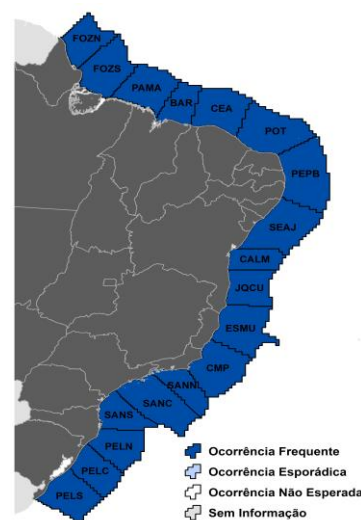 FOZN
FOZS
PAMA
BAR
CEA
POT
PEPB
SEAJ
CALM
JQCU
ESMU
CMP
SANN
SANC
SANS
PELN
PELC
PELS
Ocorrência Frequente
Ocorrência Esporádica
Ocorrência Não Esperada
Sem Informação